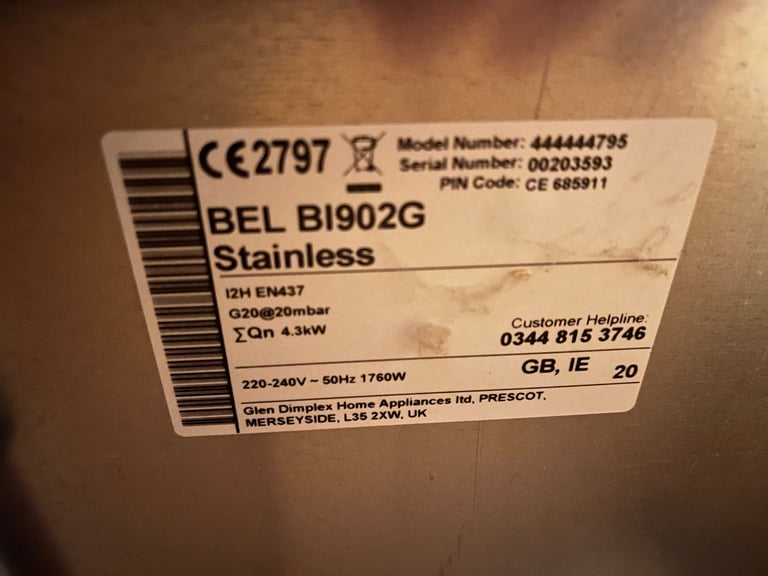 CE2797
Model Number: 444444795
Serial Number: 00203593
PIN Code: CE 685911
BEL BI902G
Stainless
I2H EN437
G20@20mbar
∑Qn 4.3kW
Customer Helpline:
0344 815 3746
220-240V ~ 50Hz 1760W
GB, IE
20
Glen Dimplex Home Appliances ltd, PRESCOT,
MERSEYSIDE, L35 2XW, UK